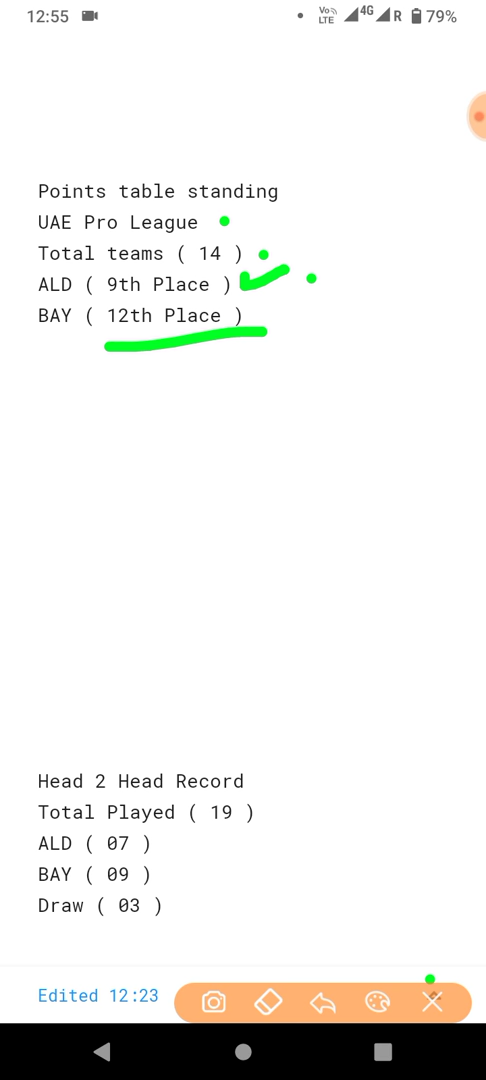 12:55
Vo
LTE
4G
R
79%
Points table standing
UAE Pro League
Total teams ( 14 )
ALD ( 9th Place )
BAY ( 12th Place )
Head 2 Head Record
Total Played ( 19 )
ALD ( 07 )
BAY ( 09 )
Draw ( 03 )
Edited 12:23